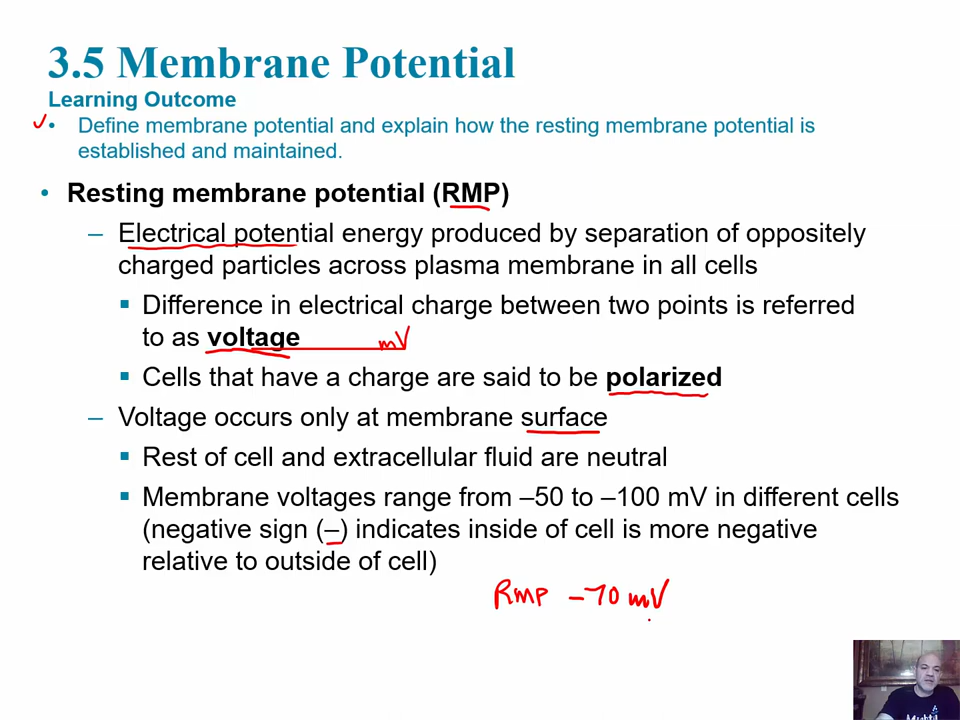 3.5 Membrane Potential
Learning Outcome
• Define membrane potential and explain how the resting membrane potential is
established and maintained.
• Resting membrane potential (RMP)
– Electrical potential energy produced by separation of oppositely
charged particles across plasma membrane in all cells
▪ Difference in electrical charge between two points is referred
to as voltage mV
▪ Cells that have a charge are said to be polarized
– Voltage occurs only at membrane surface
▪ Rest of cell and extracellular fluid are neutral
▪ Membrane voltages range from –50 to –100 mV in different cells
(negative sign (–) indicates inside of cell is more negative
relative to outside of cell)
RMP –70 mV